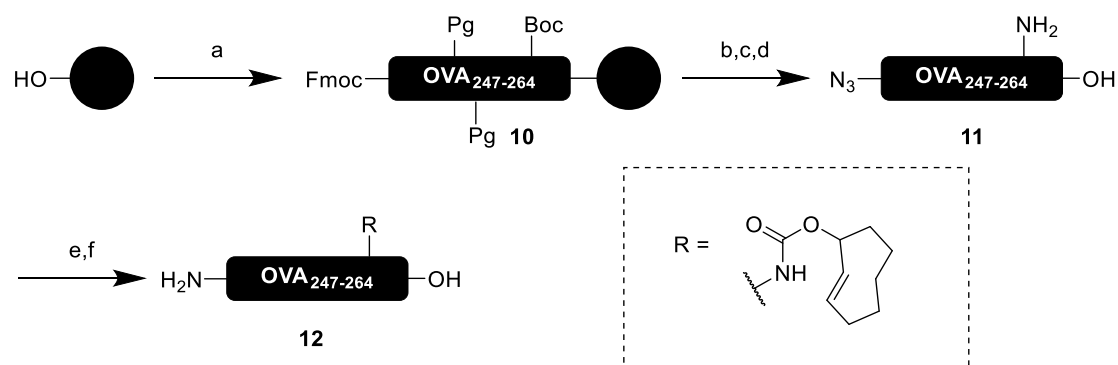 Pg
Boc
HO
a
Fmoc
OVA247-264
Pg
10
b,c,d
NH2
N3
OVA247-264
OH
11
e,f
R
H2N
OVA247-264
OH
12
R =
O
O
NH